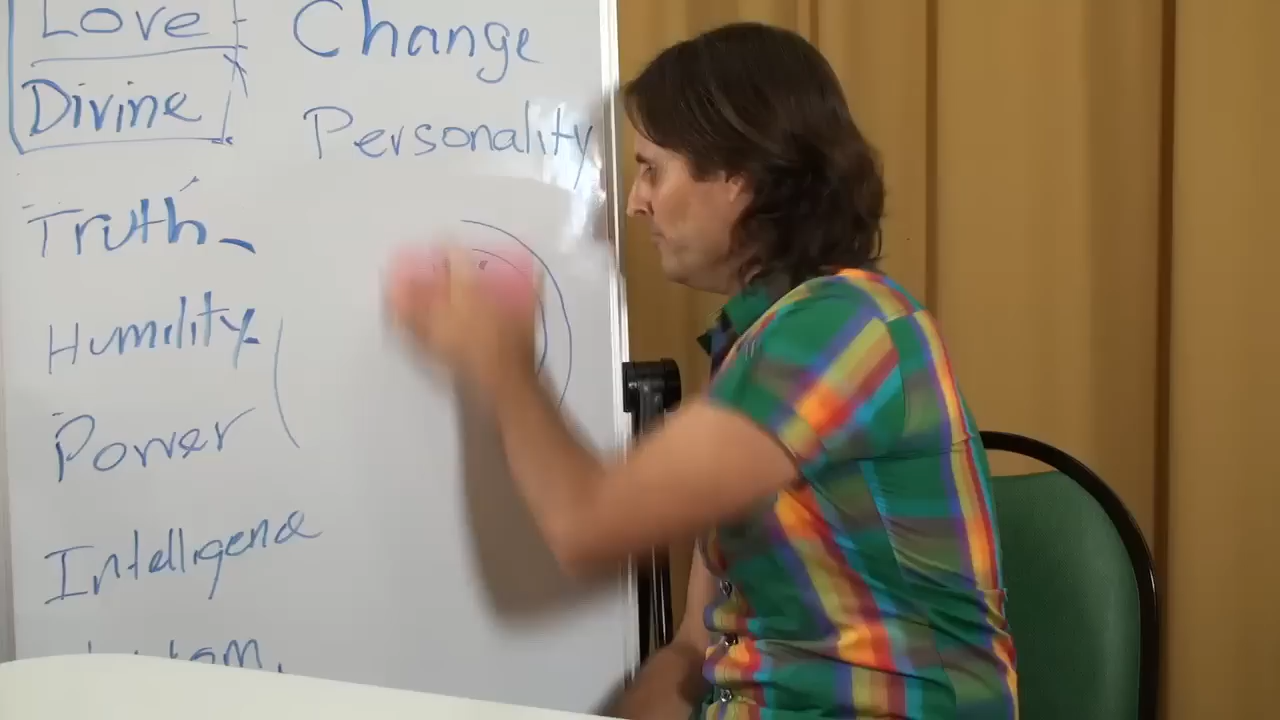 Love
Divine
Truth
Humility
Power
Intelligence
Change
Personality